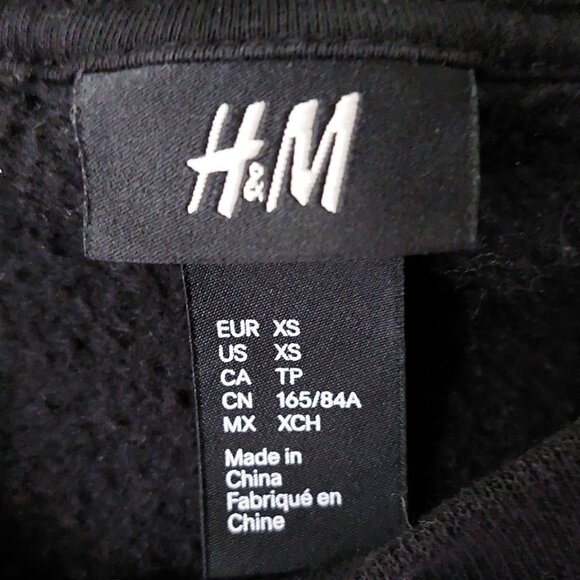 H&M
EUR XS
US XS
CA TP
CN 165/84A
MX XCH
Made in
China
Fabriqué en
Chine